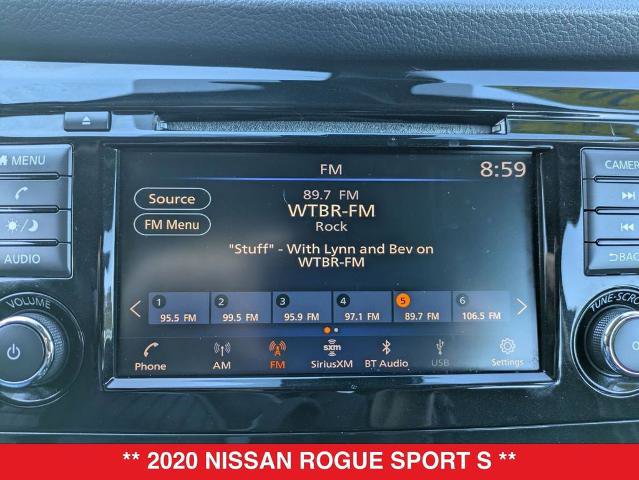 FM
8:59
MENU
CAMER
Source
89.7 FM
WTBR-FM
Rock
FM Menu
"Stuff" - With Lynn and Bev on
WTBR-FM
AUDIO
BAC
VOLUME
TUNE-SCRO
1 2 3 4 5 6
95.5 FM 99.5 FM 95.9 FM 97.1 FM 89.7 FM 106.5 FM
sxm
Phone AM FM SiriusXM BT Audio USB Settings
** 2020 NISSAN ROGUE SPORT S **